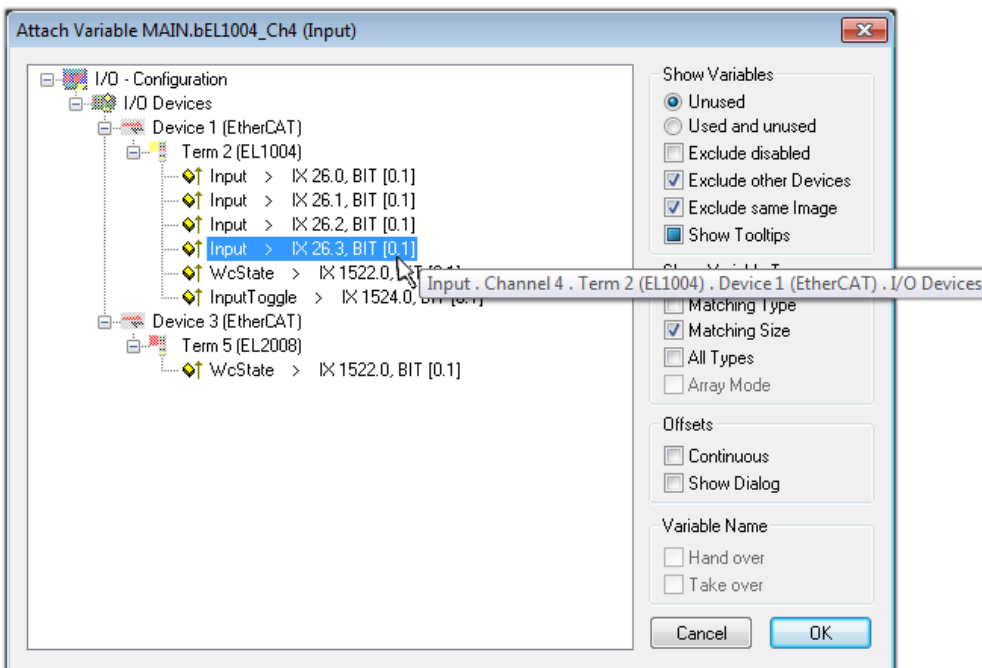 Attach Variable MAIN.bEL1004_Ch4 (Input)
I/O - Configuration
I/O Devices
Device 1 (EtherCAT)
Term 2 (EL1004)
Input > IX 26.0, BIT [0.1]
Input > IX 26.1, BIT [0.1]
Input > IX 26.2, BIT [0.1]
Input > IX 26.3, BIT [0.1]
WcState > IX 1522.0,
InputToggle > IX 1524.0, BIT [0.1]
Device 3 (EtherCAT)
Term 5 (EL2008)
WcState > IX 1522.0, BIT [0.1]
Input . Channel 4 . Term 2 (EL1004) . Device 1 (EtherCAT) . I/O Devices
Show Variables
Unused
Used and unused
Exclude disabled
Exclude other Devices
Exclude same Image
Show Tooltips
Matching Type
Matching Size
All Types
Array Mode
Offsets
Continuous
Show Dialog
Variable Name
Hand over
Take over
Cancel
OK